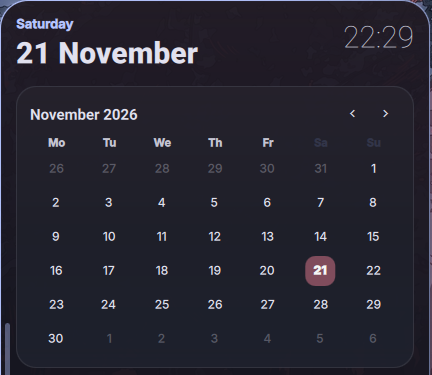 Saturday
22:29
21 November
November 2026
Mo Tu We Th Fr Sa Su
26 27 28 29 30 31 1
2 3 4 5 6 7 8
9 10 11 12 13 14 15
16 17 18 19 20 21 22
23 24 25 26 27 28 29
30 1 2 3 4 5 6